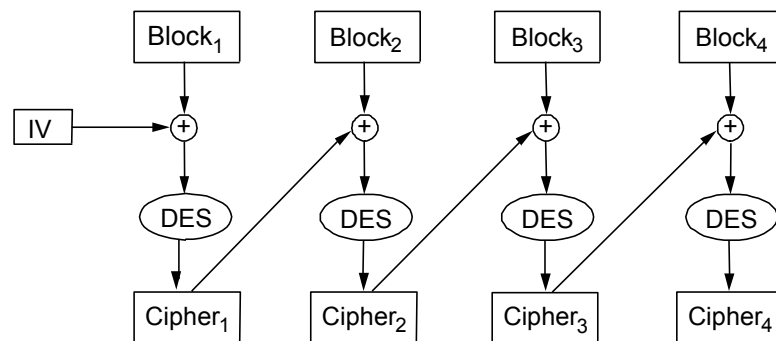 Block₁ Block₂ Block₃ Block₄
IV + + + +
DES DES DES DES
Cipher₁ Cipher₂ Cipher₃ Cipher₄